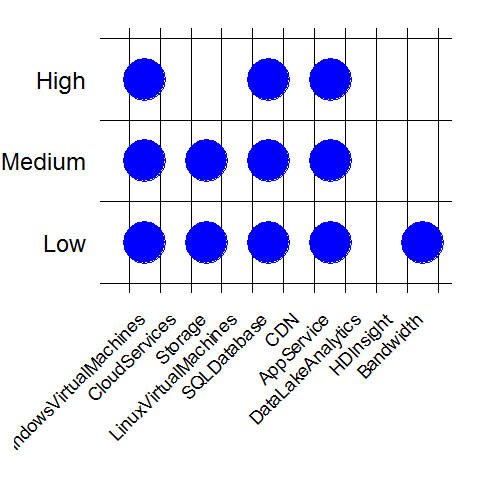 High
Medium
Low
ndowsVirtualMachines
CloudServices
Storage
LinuxVirtualMachines
SQLDatabase
CDN
AppService
DataLakeAnalytics
HDInsight
Bandwidth